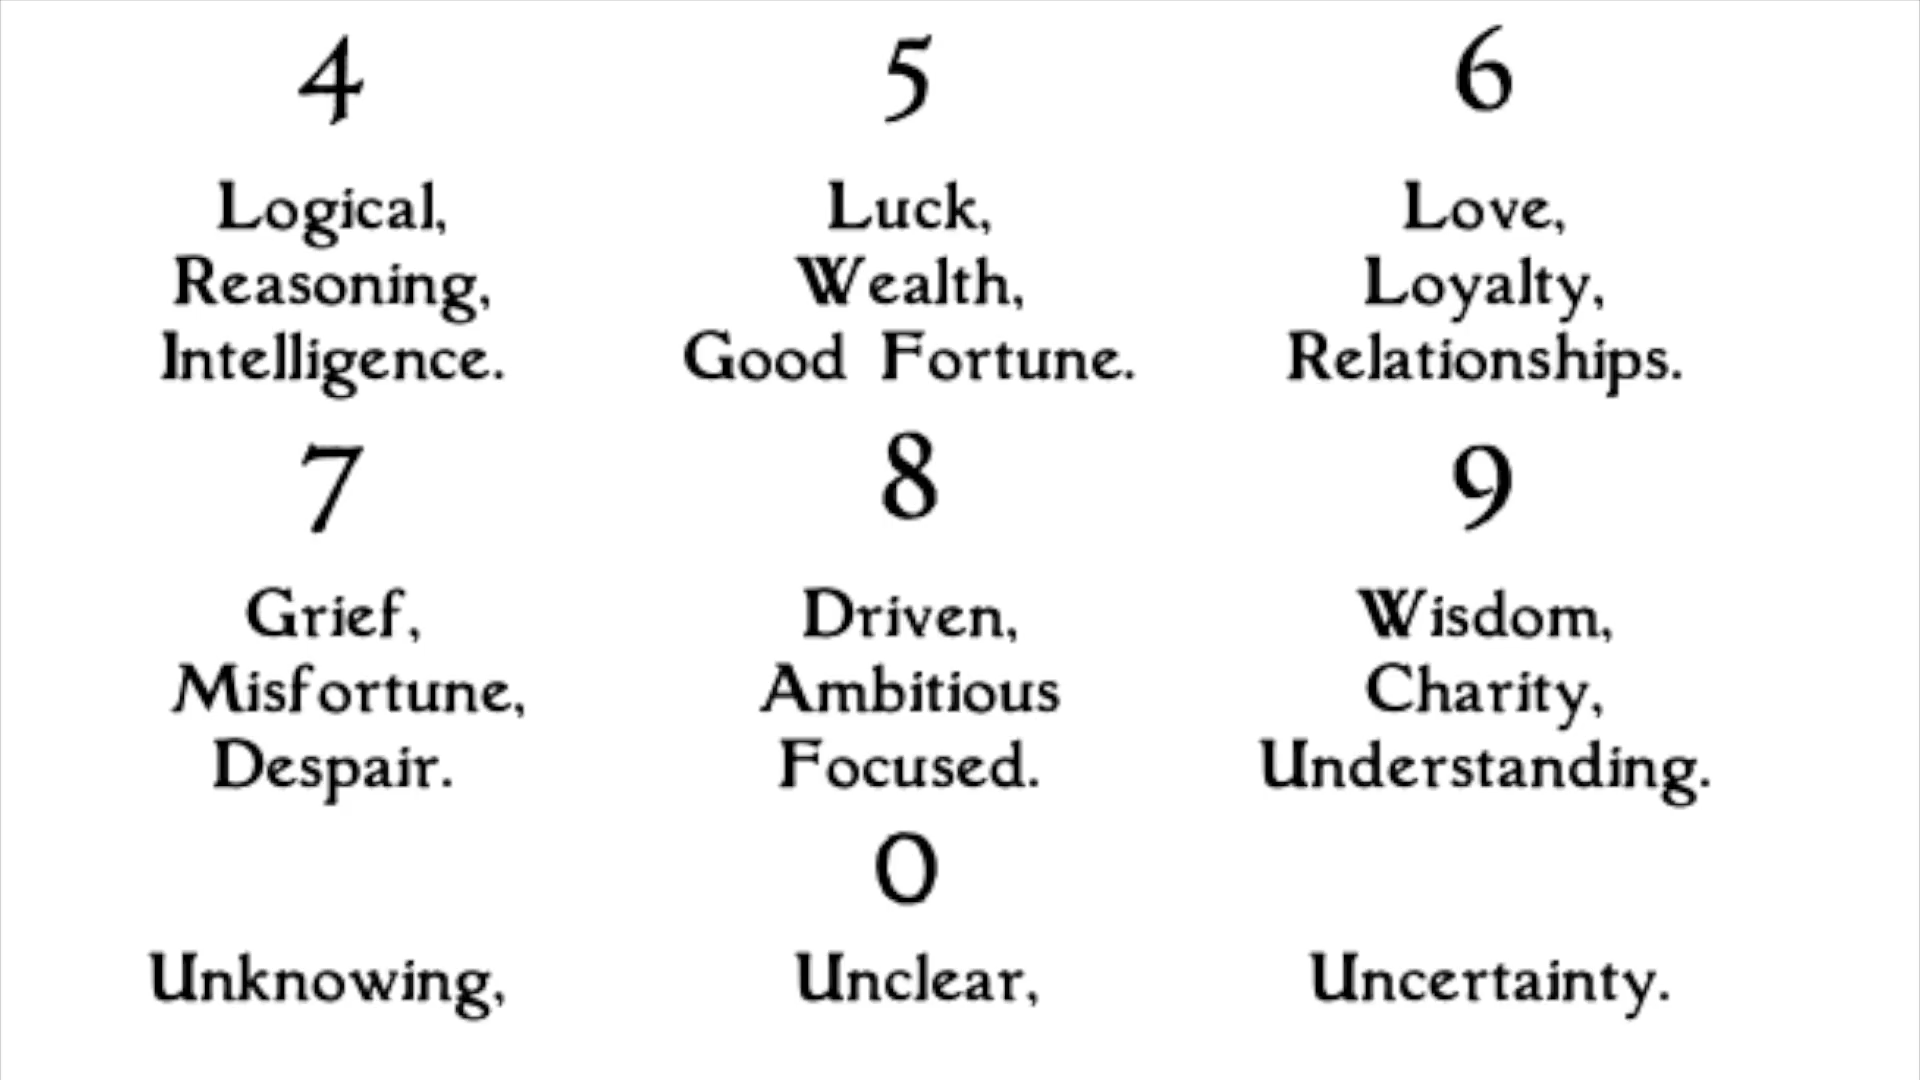 4 5 6
Logical, Luck, Love,
Reasoning, Wealth, Loyalty,
Intelligence. Good Fortune. Relationships.
7 8 9
Grief, Driven, Wisdom,
Misfortune, Ambitious Charity,
Despair. Focused. Understanding.
0
Unknowing, Unclear, Uncertainty.